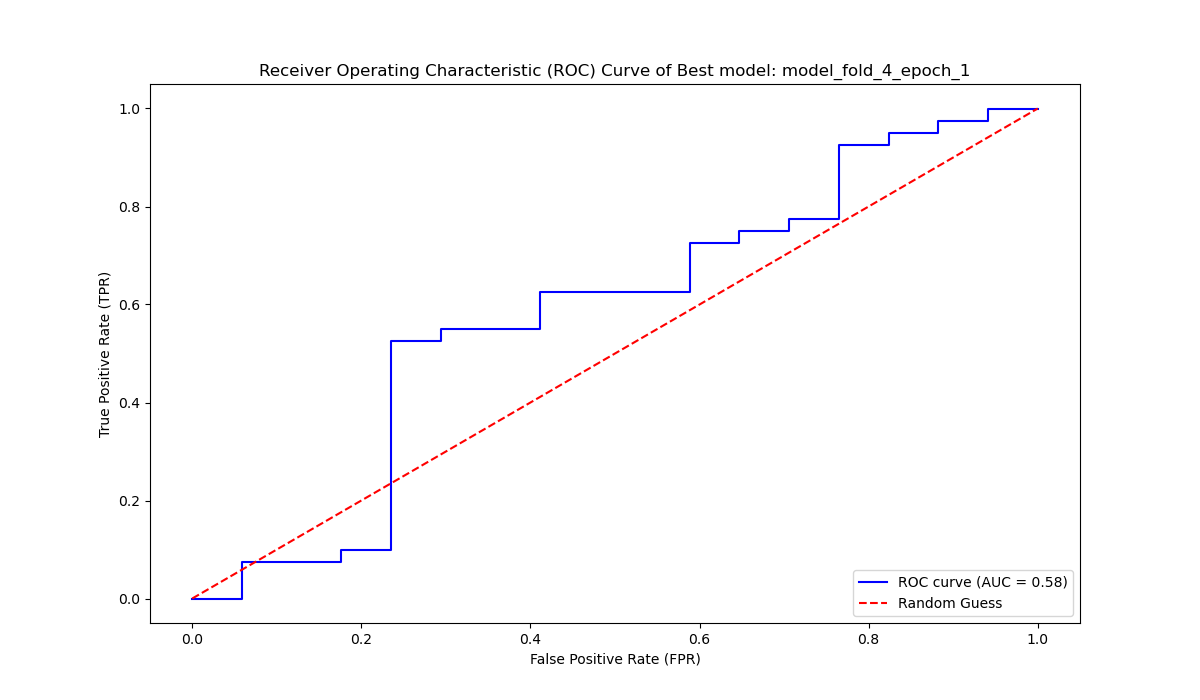 Receiver Operating Characteristic (ROC) Curve of Best model: model_fold_4_epoch_1
1.0
0.8
0.6
0.4
0.2
0.0
True Positive Rate (TPR)
ROC curve (AUC = 0.58)
Random Guess
0.0 0.2 0.4 0.6 0.8 1.0
False Positive Rate (FPR)